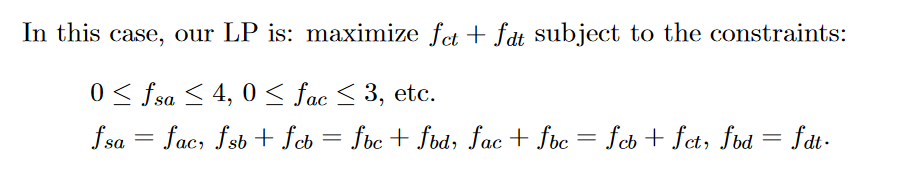 In this case, our LP is: maximize f_ct + f_dt subject to the constraints:
0 ≤ f_sa ≤ 4, 0 ≤ f_ac ≤ 3, etc.
f_sa = f_ac, f_sb + f_cb = f_bc + f_bd, f_ac + f_bc = f_cb + f_ct, f_bd = f_dt.